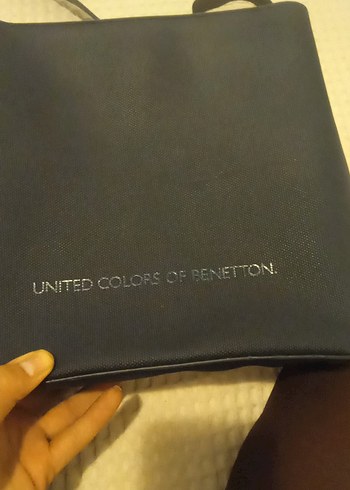 UNITED COLORS OF BENETTON.